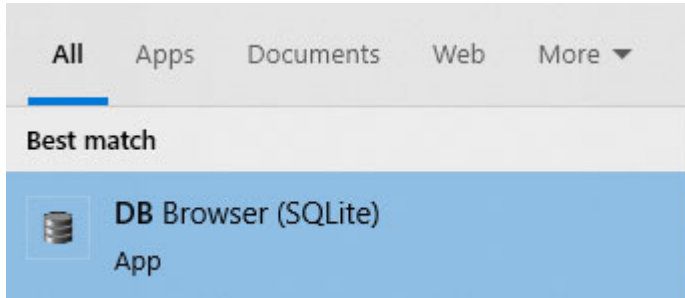 All Apps Documents Web More
Best match
DB Browser (SQLite)
App